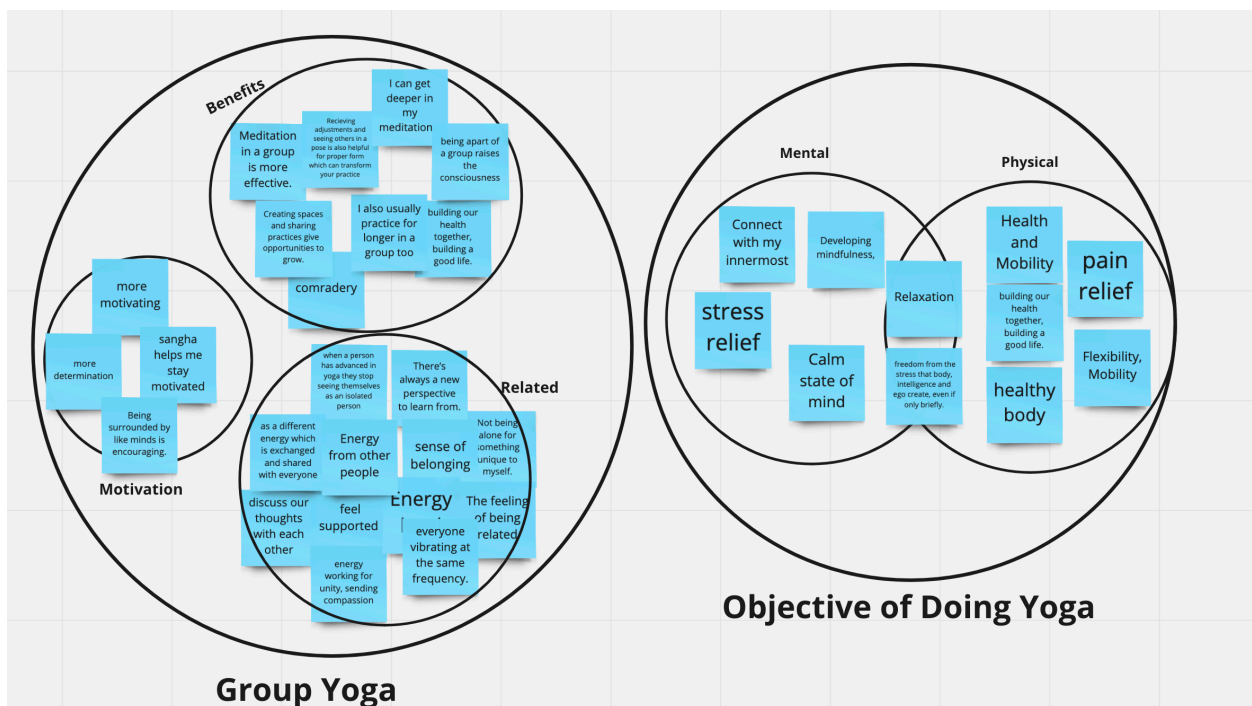 Benefits
I can get
deeper in
my
meditation
Recieving
adjustments and
seeing others in a
pose is also helpful
for proper form
which can transform
your practice
Meditation
in a group
is more
effective.
being apart of
a group raises
the
consciousness
Creating spaces
and sharing
practices give
opportunities to
grow.
I also usually
practice for
longer in a
group too
building our
health
together,
building a
good life.
comradery
more
motivating
more
determination
sangha
helps me
stay
motivated
Being
surrounded by
like minds is
encouraging.
Motivation
Related
when a person
has advanced in
yoga they stop
seeing themselves
as an isolated
person
There's
always a new
perspective
to learn from.
as a different
energy which
is exchanged
and shared
with everyone
Energy
from other
people
sense of
belonging
Not being
alone for
something
unique to
myself.
discuss our
thoughts
with each
other
feel
supported
Energy
The feeling
of being
related
everyone
vibrating at
the same
frequency.
energy
working for
unity, sending
compassion
Group Yoga
Mental
Physical
Connect
with my
innermost
Developing
mindfulness,
stress
relief
Calm
state of
mind
Relaxation
freedom from the
stress that body,
intelligence and
ego create, even if
only briefly.
Health
and
Mobility
building our
health
together,
building a
good life.
healthy
body
pain
relief
Flexibility,
Mobility
Objective of Doing Yoga